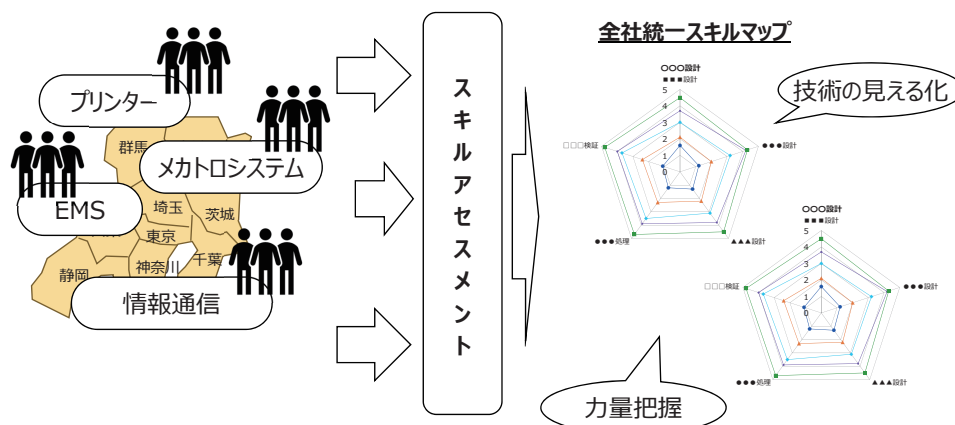 全社統一スキルマップ
プリンター
群馬
メカトロシステム
EMS
埼玉
茨城
東京
神奈川
千葉
静岡
情報通信
スキルアセスメント
〇〇〇設計
■■■設計
5
4
3
2
1
0
□□□検証
●●●設計
●●●処理
▲▲▲設計
技術の見える化
〇〇〇設計
■■■設計
5
4
3
2
1
0
□□□検証
●●●設計
●●●処理
▲▲▲設計
力量把握